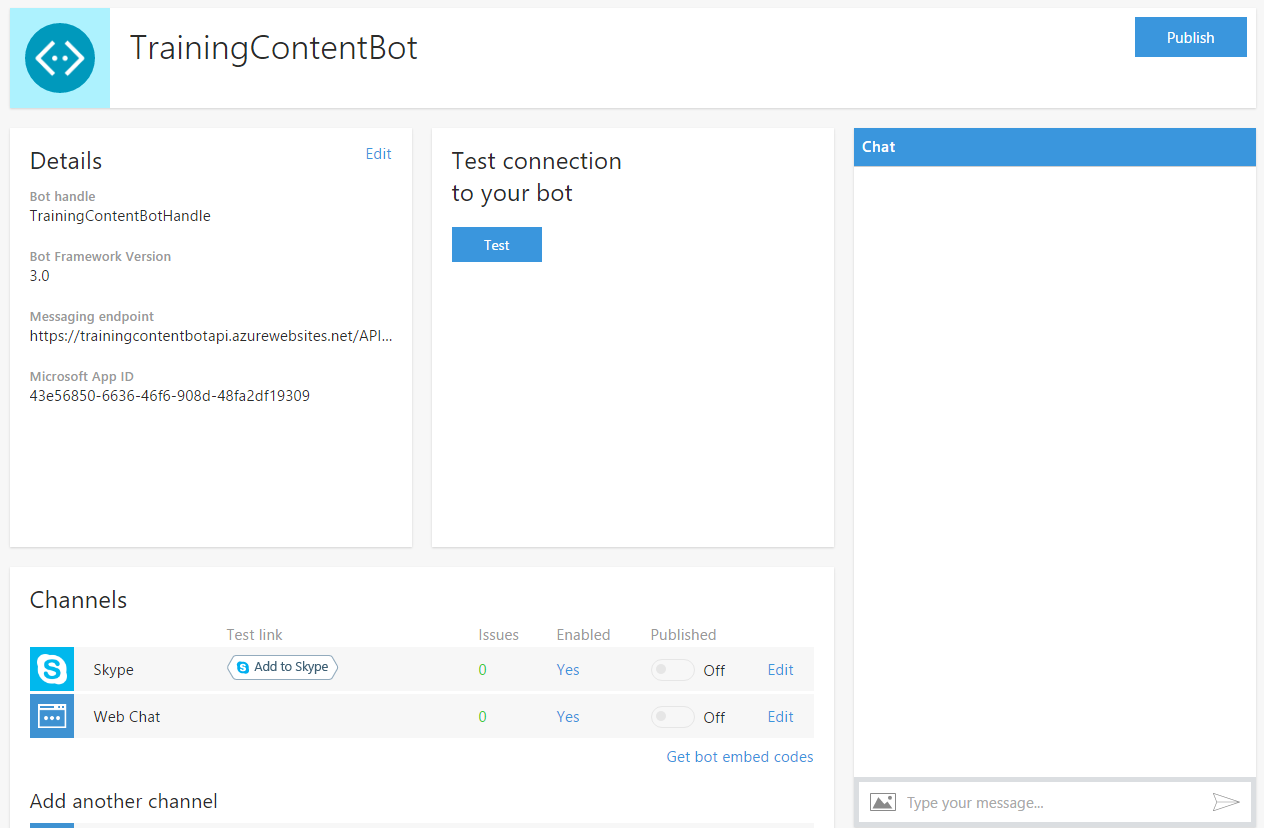 TrainingContentBot
Publish
Details
Edit
Bot handle
TrainingContentBotHandle
Bot Framework Version
3.0
Messaging endpoint
https://trainingcontentbotapi.azurewebsites.net/API...
Microsoft App ID
43e56850-6636-46f6-908d-48fa2df19309
Test connection
to your bot
Test
Chat
Type your message...
Channels
Test link Issues Enabled Published
Skype Add to Skype 0 Yes Off Edit
Web Chat 0 Yes Off Edit
Get bot embed codes
Add another channel